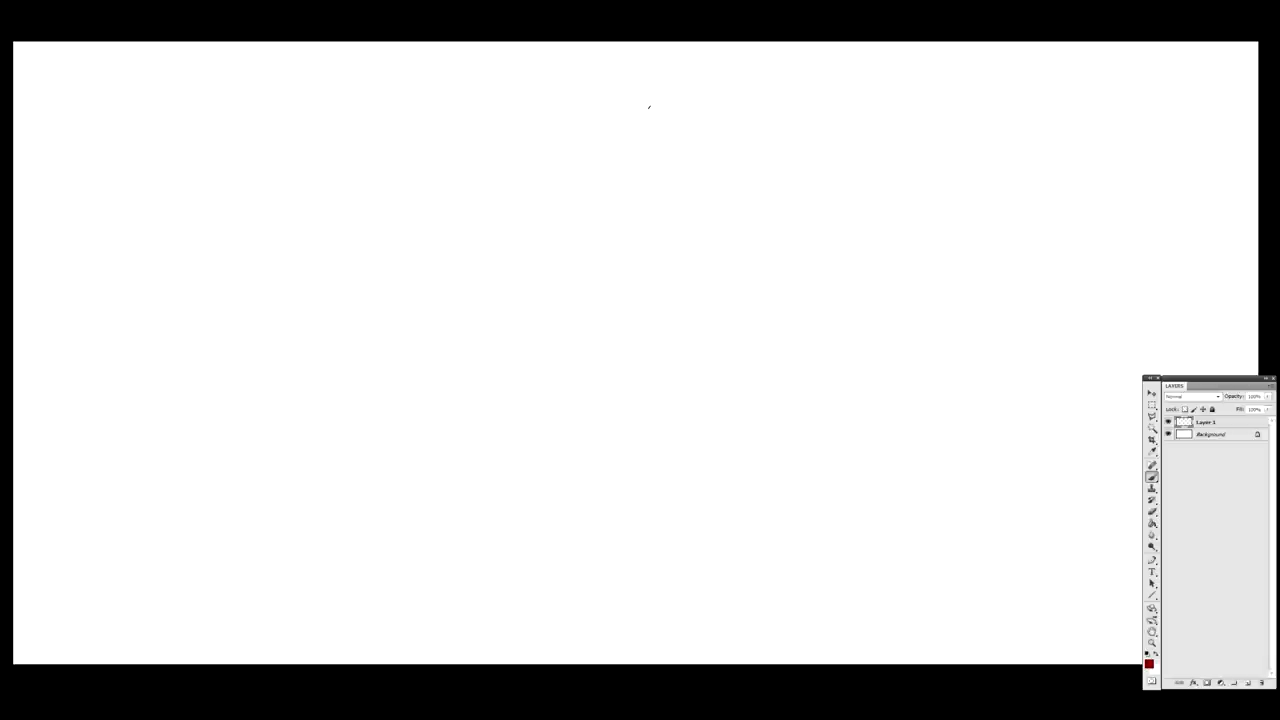 LAYERS
Normal Opacity: 100%
Lock: Fill: 100%
Layer 1
Background